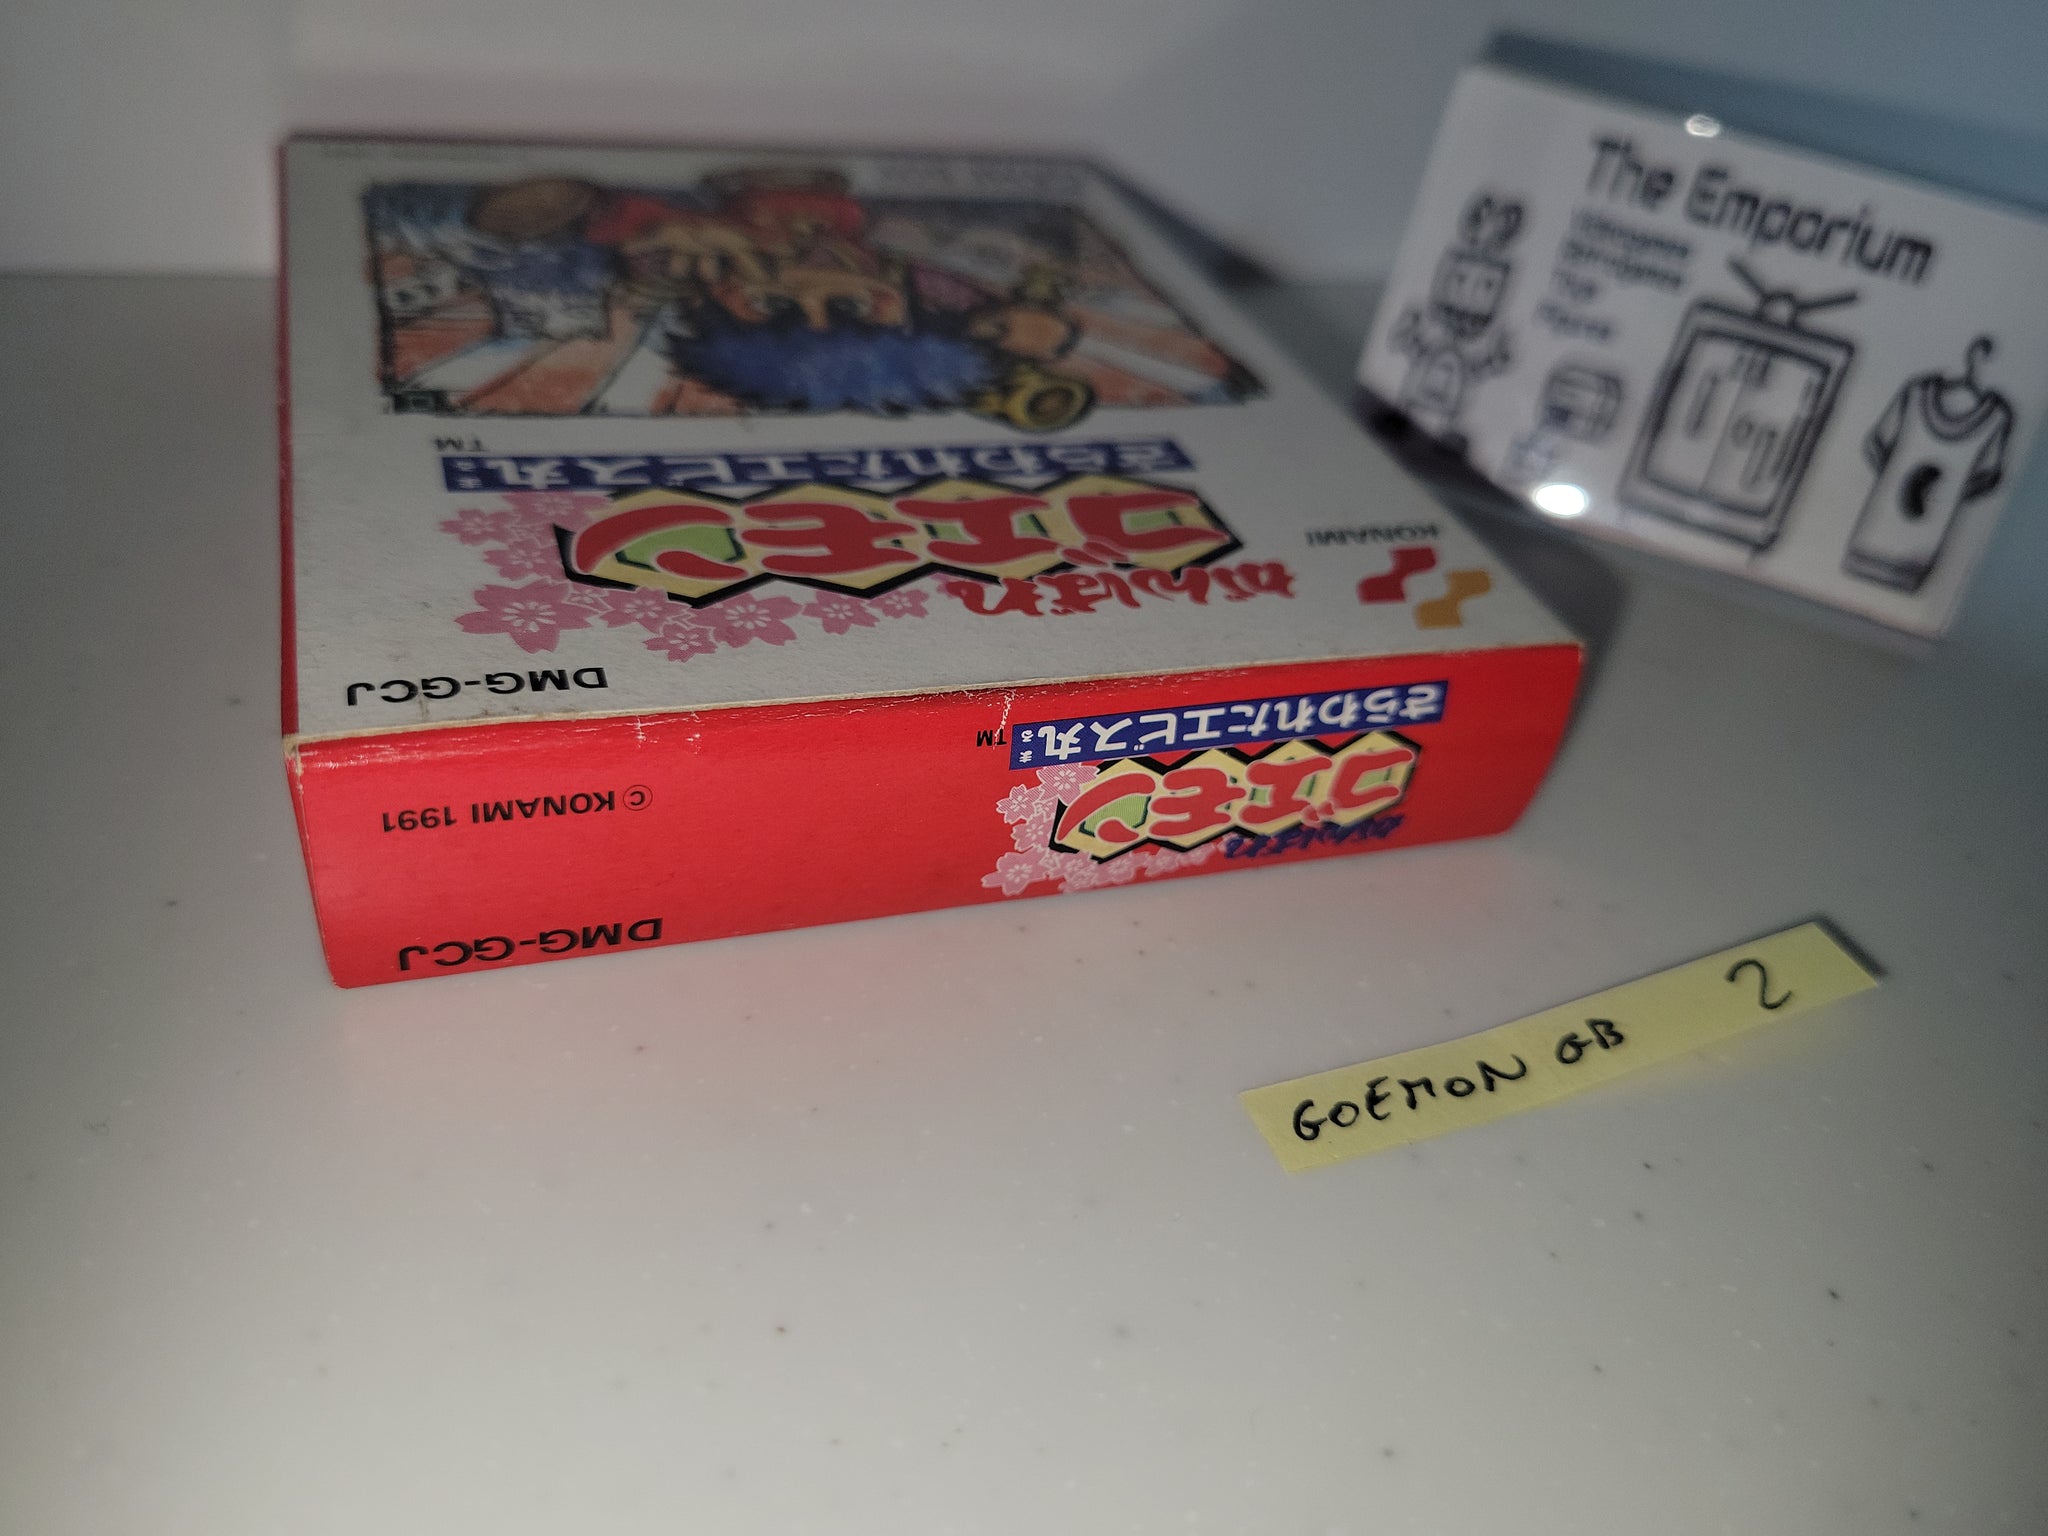 DMG-GCJ
KONAMI
がんばれ
ゴエモン
さらわれたエビス丸
TM
DMG-GCJ
© KONAMI 1991
がんばれ
ゴエモン
さらわれたエビス丸
TM
The Emporium
GOEMON GB 2